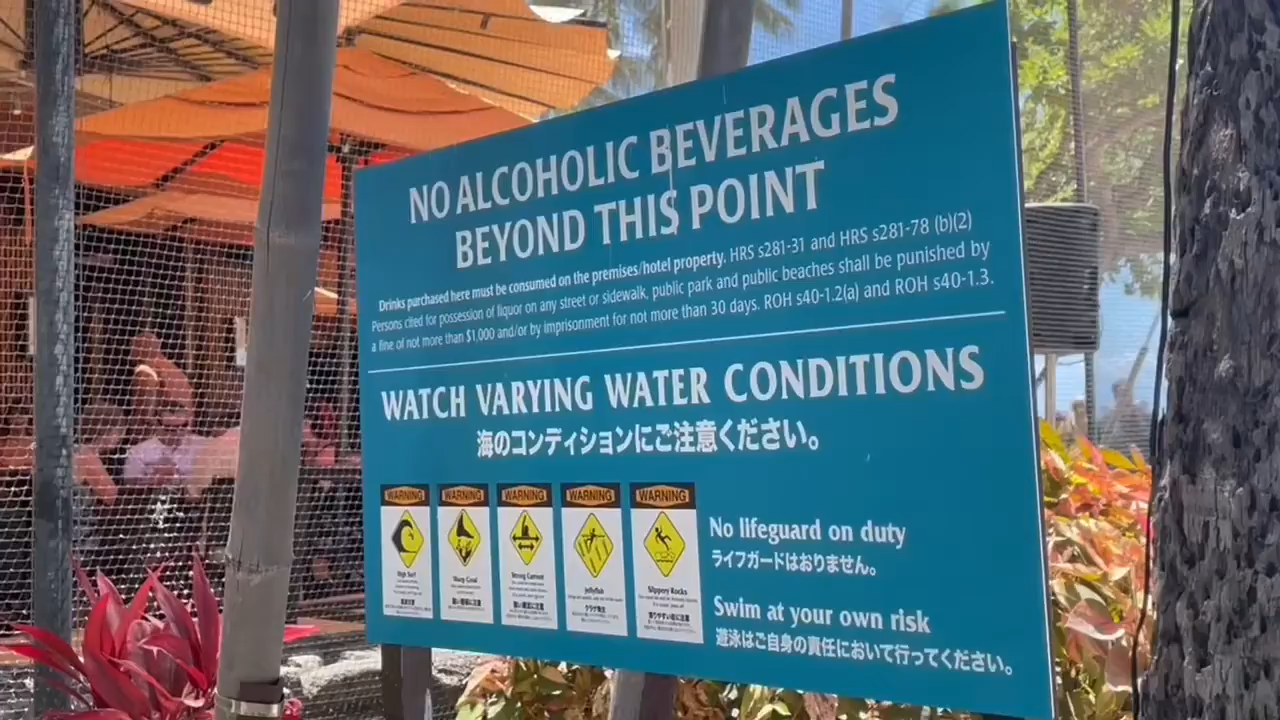 NO ALCOHOLIC BEVERAGES
BEYOND THIS POINT
Drinks purchased here must be consumed on the premises/hotel property. HRS s281-31 and HRS s281-78 (b)(2)
Persons cited for possession of liquor on any street or sidewalk, public park and public beaches shall be punished by
a fine of not more than $1,000 and/or by imprisonment for not more than 30 days. ROH s40-1.2(a) and ROH s40-1.3.
WATCH VARYING WATER CONDITIONS
海のコンディションにご注意ください。
WARNING
High Surf
WARNING
Sharp Coral
WARNING
Strong Current
WARNING
Jellyfish
WARNING
Slippery Rocks
No lifeguard on duty
ライフガードはおりません。
Swim at your own risk
遊泳はご自身の責任において行ってください。